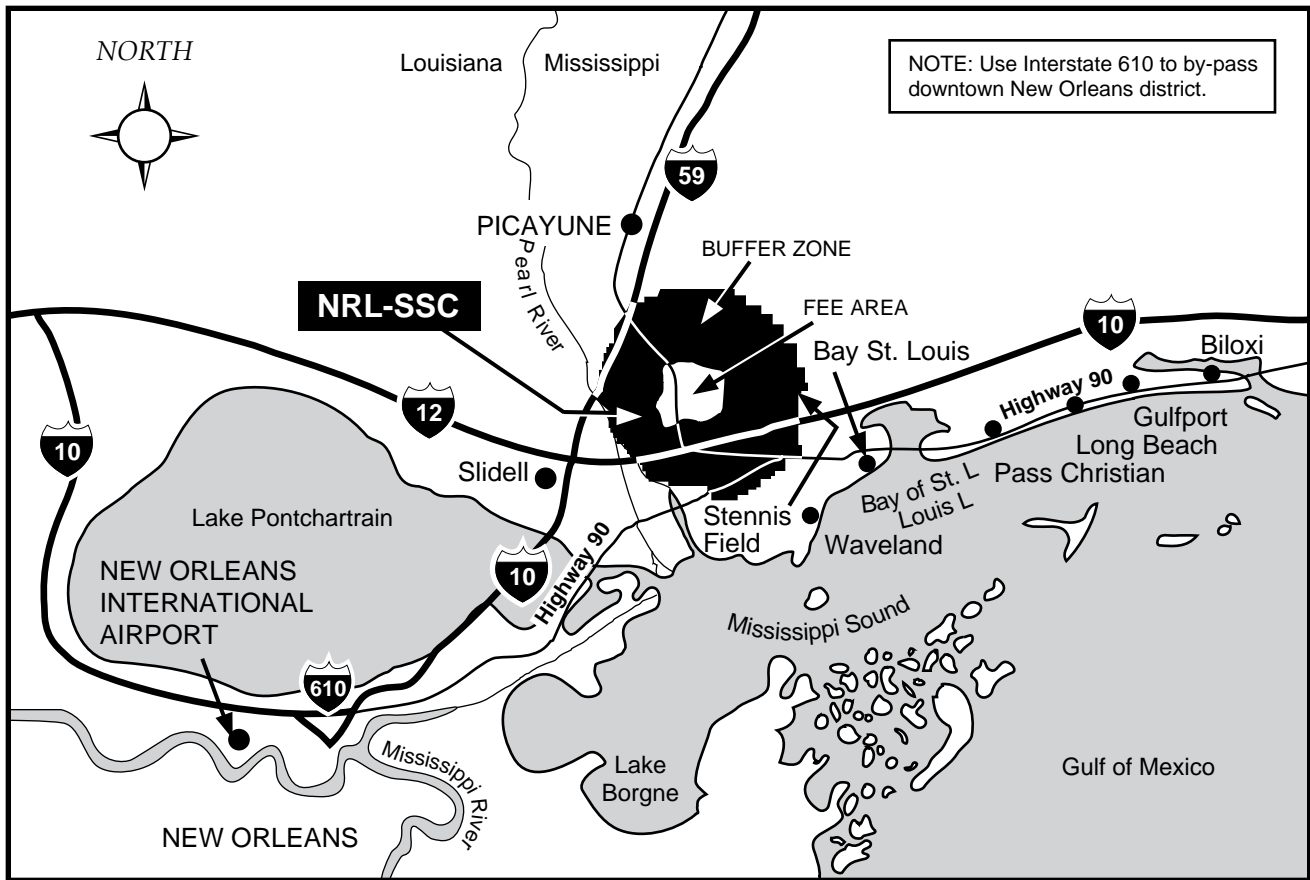 NORTH
Louisiana
Mississippi
NOTE: Use Interstate 610 to by-pass
downtown New Orleans district.
59
PICAYUNE
Pearl River
BUFFER ZONE
NRL-SSC
FEE AREA
10
Bay St. Louis
Biloxi
Highway 90
12
10
Gulfport
Long Beach
Pass Christian
Slidell
Bay of St. L
Louis L
Lake Pontchartrain
Stennis
Field
Waveland
10
Highway 90
NEW ORLEANS
INTERNATIONAL
AIRPORT
Mississippi Sound
610
Mississippi River
Lake
Borgne
Gulf of Mexico
NEW ORLEANS